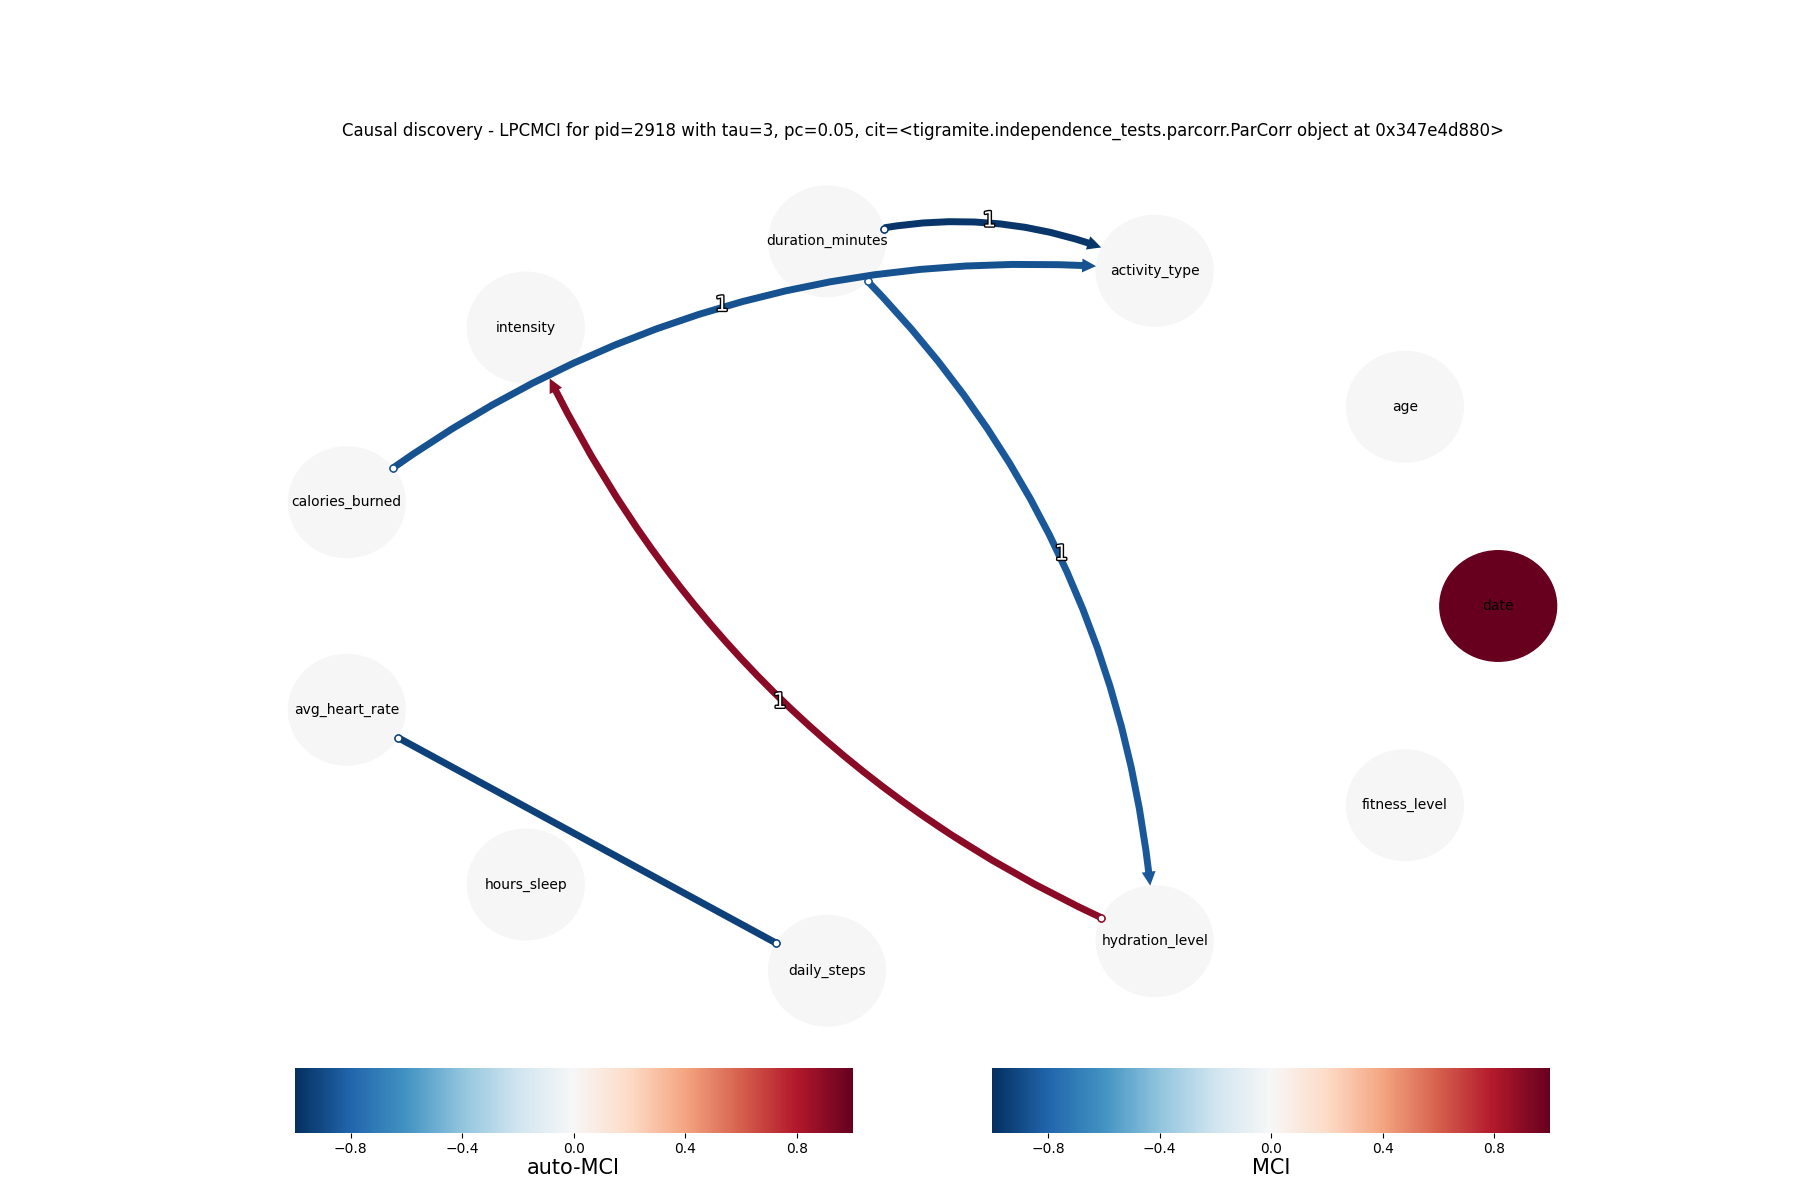 Causal discovery - LPCMCI for pid=2918 with tau=3, pc=0.05, cit=<tigramite.independence_tests.parcorr.ParCorr object at 0x347e4d880>
1
duration_minutes
activity_type
1
intensity
age
calories_burned
1
date
1
avg_heart_rate
fitness_level
hours_sleep
hydration_level
daily_steps
−0.8 −0.4 0.0 0.4 0.8
auto-MCI
−0.8 −0.4 0.0 0.4 0.8
MCI